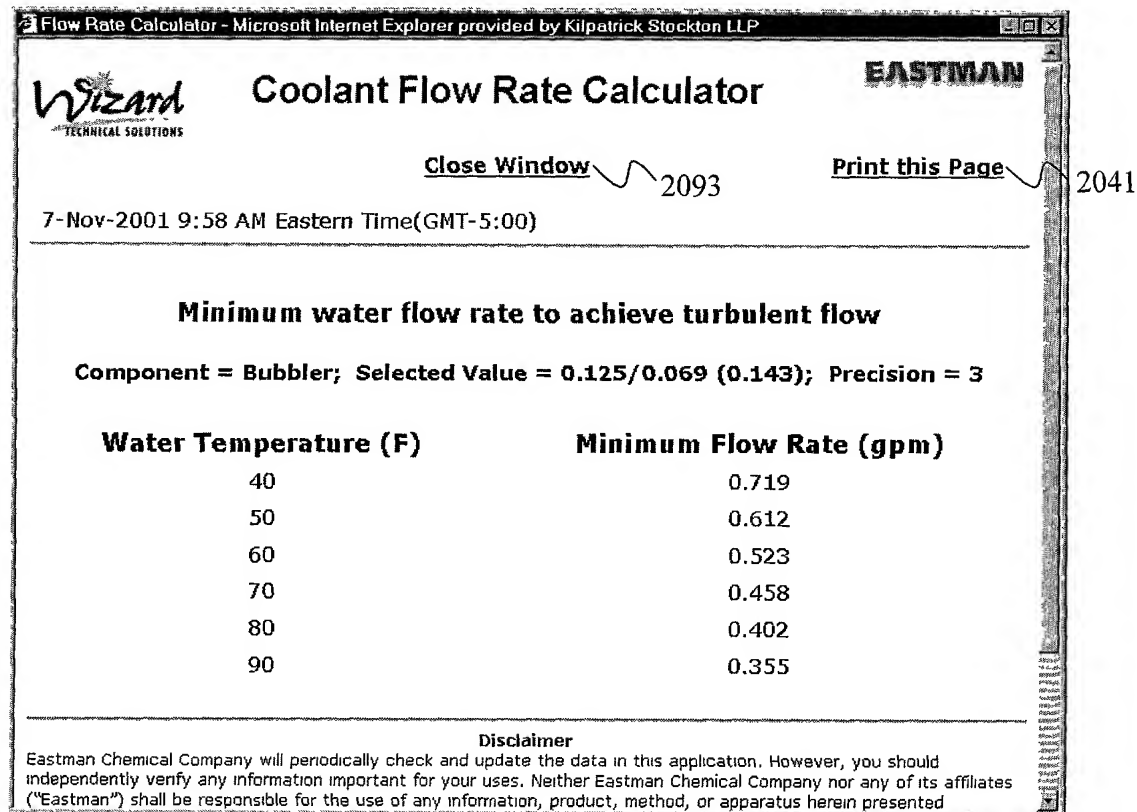 Flow Rate Calculator - Microsoft Internet Explorer provided by Kilpatrick Stockton LLP
Wizard
TECHNICAL SOLUTIONS
Coolant Flow Rate Calculator
EASTMAN
Close Window 2093
Print this Page 2041
7-Nov-2001 9:58 AM Eastern Time(GMT-5:00)
Minimum water flow rate to achieve turbulent flow
Component = Bubbler; Selected Value = 0.125/0.069 (0.143); Precision = 3
Water Temperature (F) Minimum Flow Rate (gpm)
40 0.719
50 0.612
60 0.523
70 0.458
80 0.402
90 0.355
Disclaimer
Eastman Chemical Company will periodically check and update the data in this application. However, you should
independently verify any information important for your uses. Neither Eastman Chemical Company nor any of its affiliates
("Eastman") shall be responsible for the use of any information, product, method, or apparatus herein presented